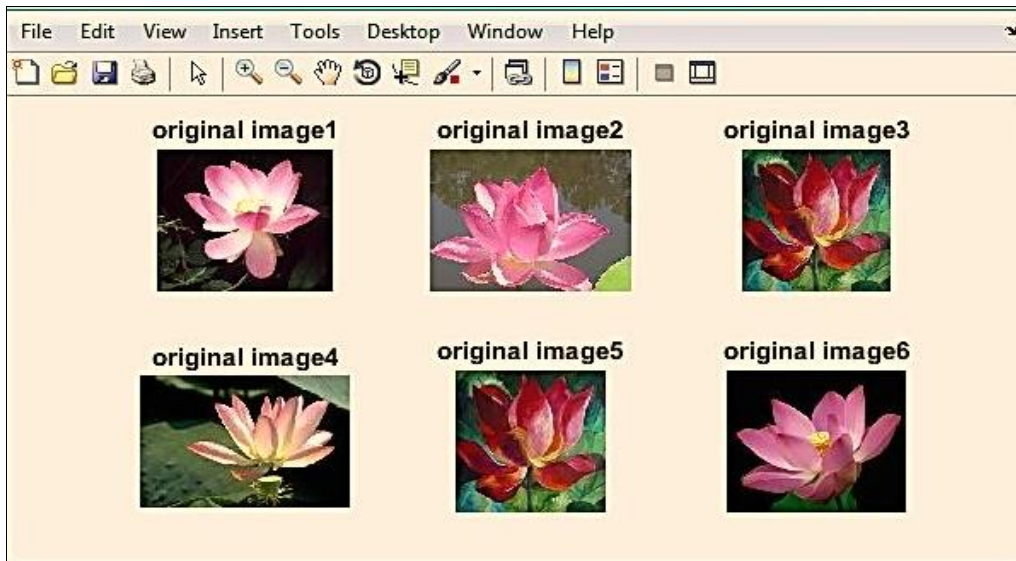 File Edit View Insert Tools Desktop Window Help
original image1 original image2 original image3
original image4 original image5 original image6